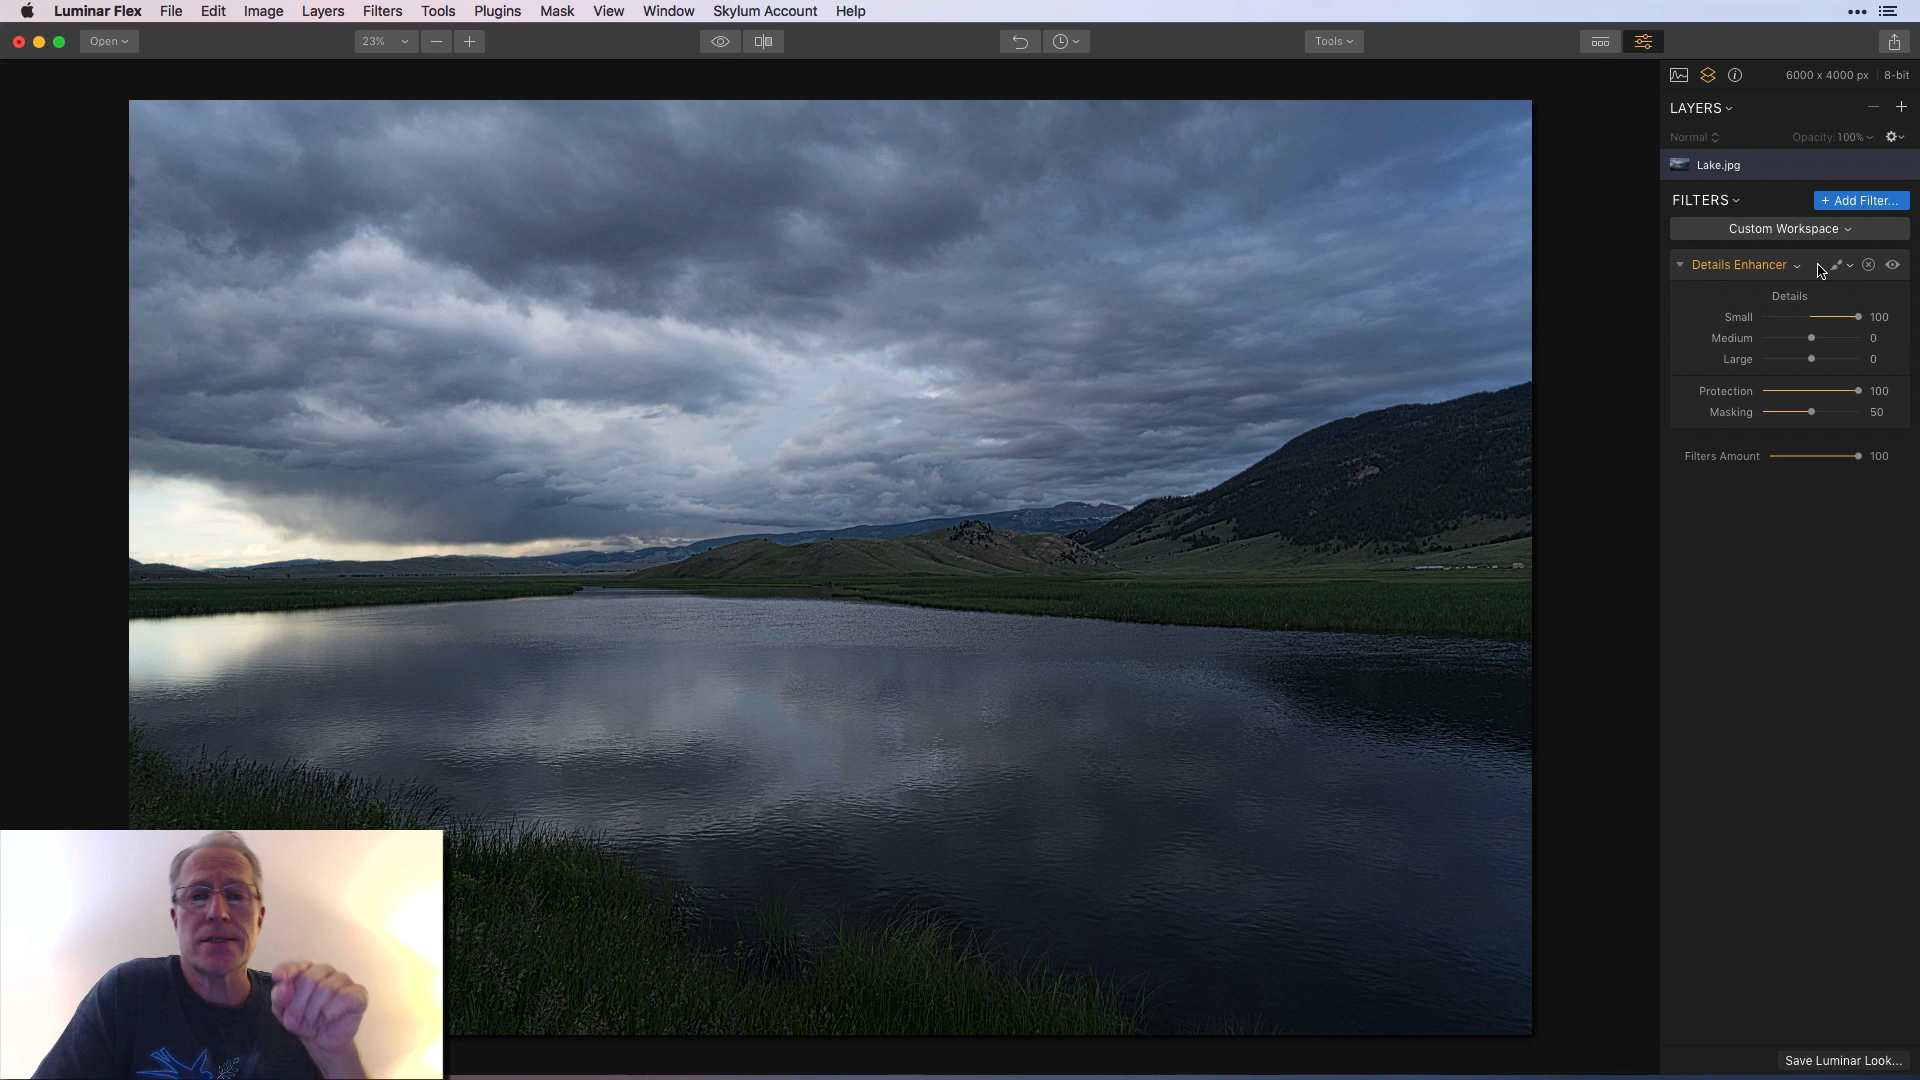 Luminar Flex File Edit Image Layers Filters Tools Plugins Mask View Window Skylum Account Help
Open 23% Tools
6000 x 4000 px 8-bit
LAYERS
Normal Opacity: 100%
Lake.jpg
FILTERS + Add Filter...
Custom Workspace
Details Enhancer
Details
Small 100
Medium 0
Large 0
Protection 100
Masking 50
Filters Amount 100
Save Luminar Look...